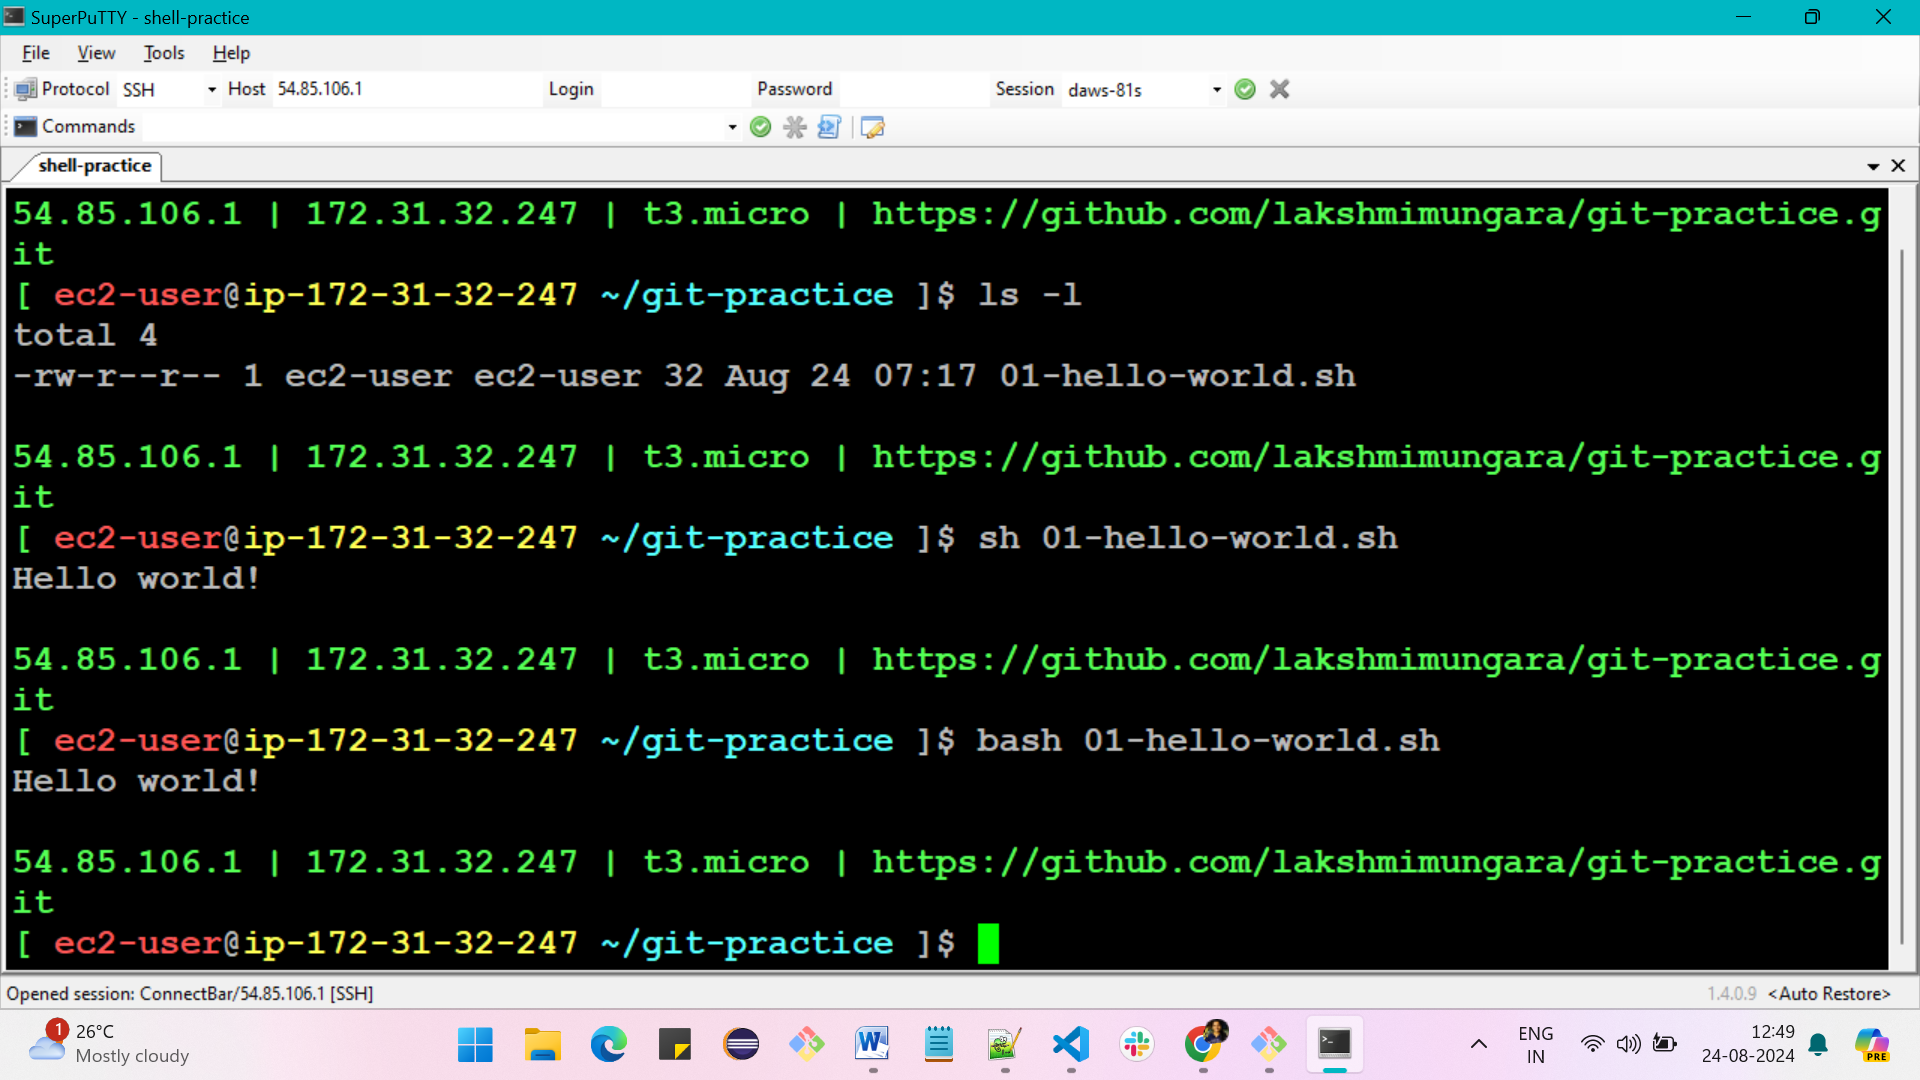 SuperPuTTY - shell-practice
File View Tools Help
Protocol SSH Host 54.85.106.1 Login Password Session daws-81s
Commands
shell-practice
54.85.106.1 | 172.31.32.247 | t3.micro | https://github.com/lakshmimungara/git-practice.g
it
[ ec2-user@ip-172-31-32-247 ~/git-practice ]$ ls -l
total 4
-rw-r--r-- 1 ec2-user ec2-user 32 Aug 24 07:17 01-hello-world.sh
54.85.106.1 | 172.31.32.247 | t3.micro | https://github.com/lakshmimungara/git-practice.g
it
[ ec2-user@ip-172-31-32-247 ~/git-practice ]$ sh 01-hello-world.sh
Hello world!
54.85.106.1 | 172.31.32.247 | t3.micro | https://github.com/lakshmimungara/git-practice.g
it
[ ec2-user@ip-172-31-32-247 ~/git-practice ]$ bash 01-hello-world.sh
Hello world!
54.85.106.1 | 172.31.32.247 | t3.micro | https://github.com/lakshmimungara/git-practice.g
it
[ ec2-user@ip-172-31-32-247 ~/git-practice ]$
Opened session: ConnectBar/54.85.106.1 [SSH] 1.4.0.9 <Auto Restore>
1 26°C ENG 12:49
Mostly cloudy IN 24-08-2024 PRE